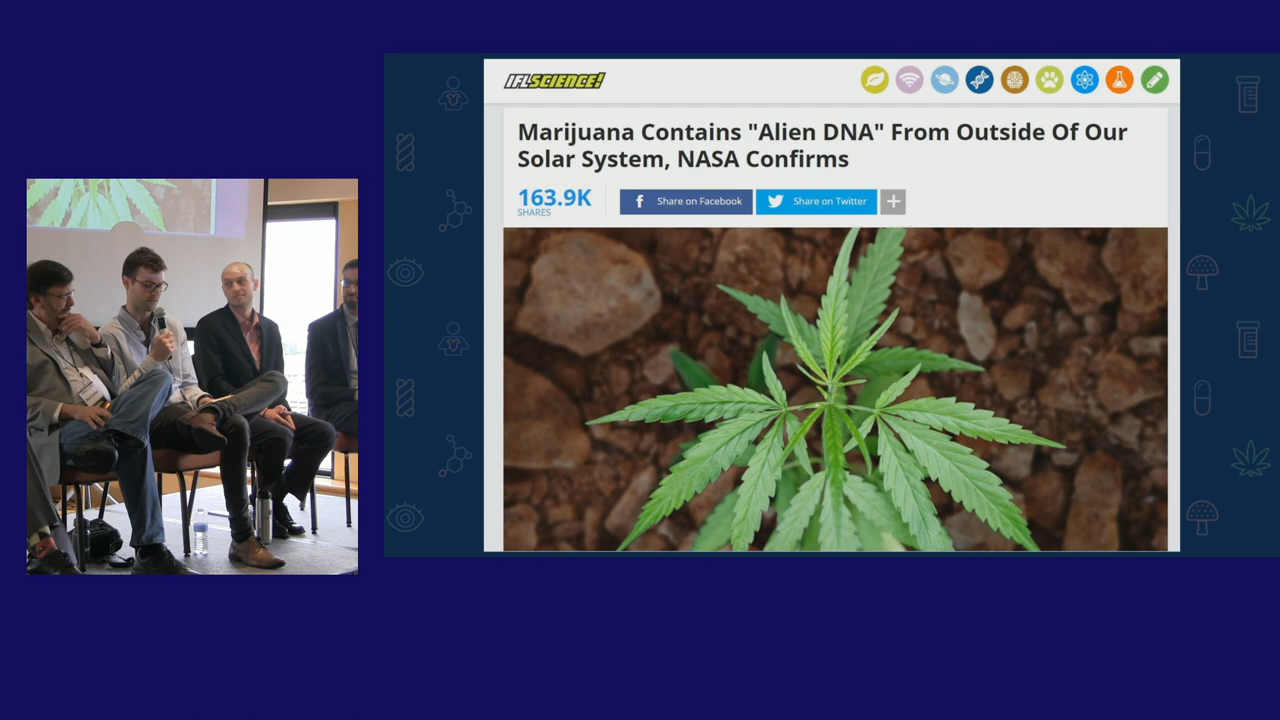 IFLSCIENCE!
Marijuana Contains "Alien DNA" From Outside Of Our
Solar System, NASA Confirms
163.9K
SHARES
Share on Facebook
Share on Twitter